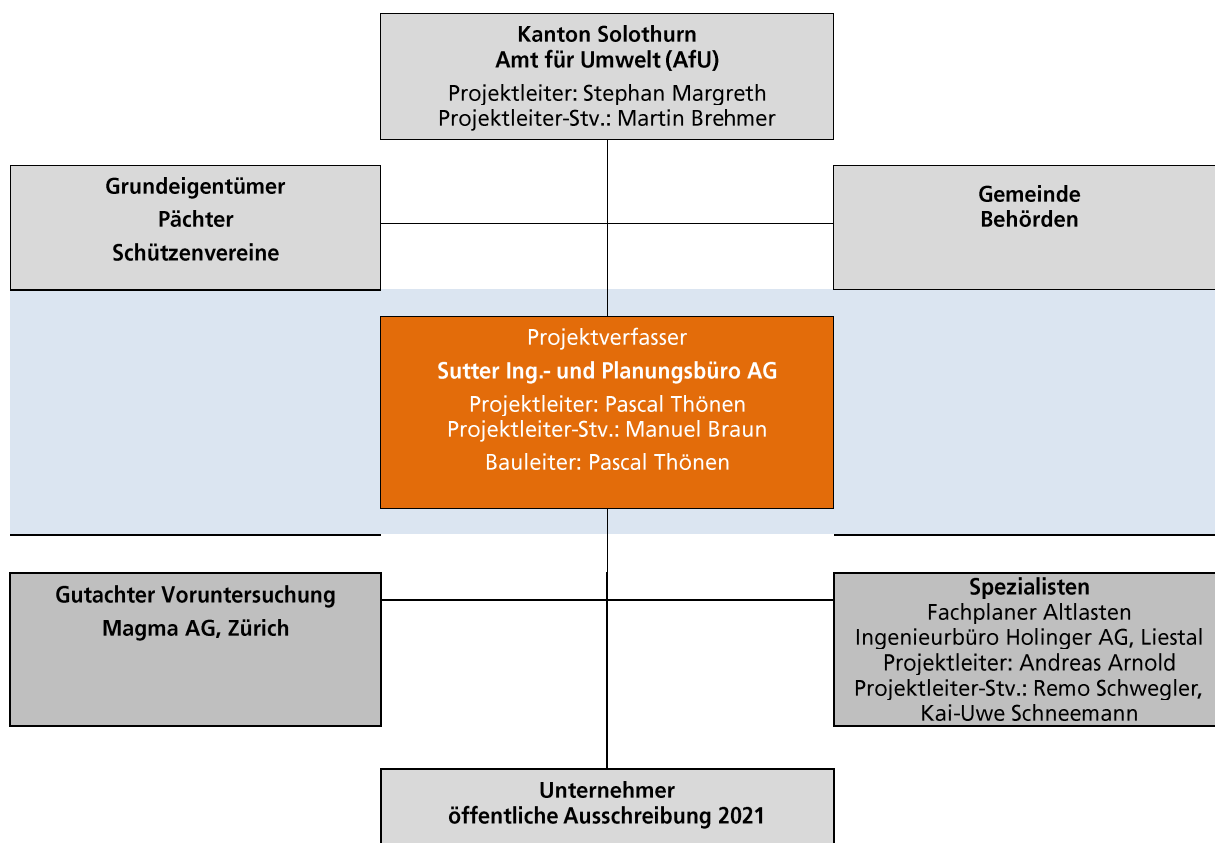 Kanton Solothurn
Amt für Umwelt (AfU)
Projektleiter: Stephan Margreth
Projektleiter-Stv.: Martin Brehmer
Grundeigentümer
Pächter
Schützenvereine
Gemeinde
Behörden
Projektverfasser
Sutter Ing.- und Planungsbüro AG
Projektleiter: Pascal Thönen
Projektleiter-Stv.: Manuel Braun
Bauleiter: Pascal Thönen
Gutachter Voruntersuchung
Magma AG, Zürich
Spezialisten
Fachplaner Altlasten
Ingenieurbüro Holinger AG, Liestal
Projektleiter: Andreas Arnold
Projektleiter-Stv.: Remo Schwegler,
Kai-Uwe Schneemann
Unternehmer
öffentliche Ausschreibung 2021